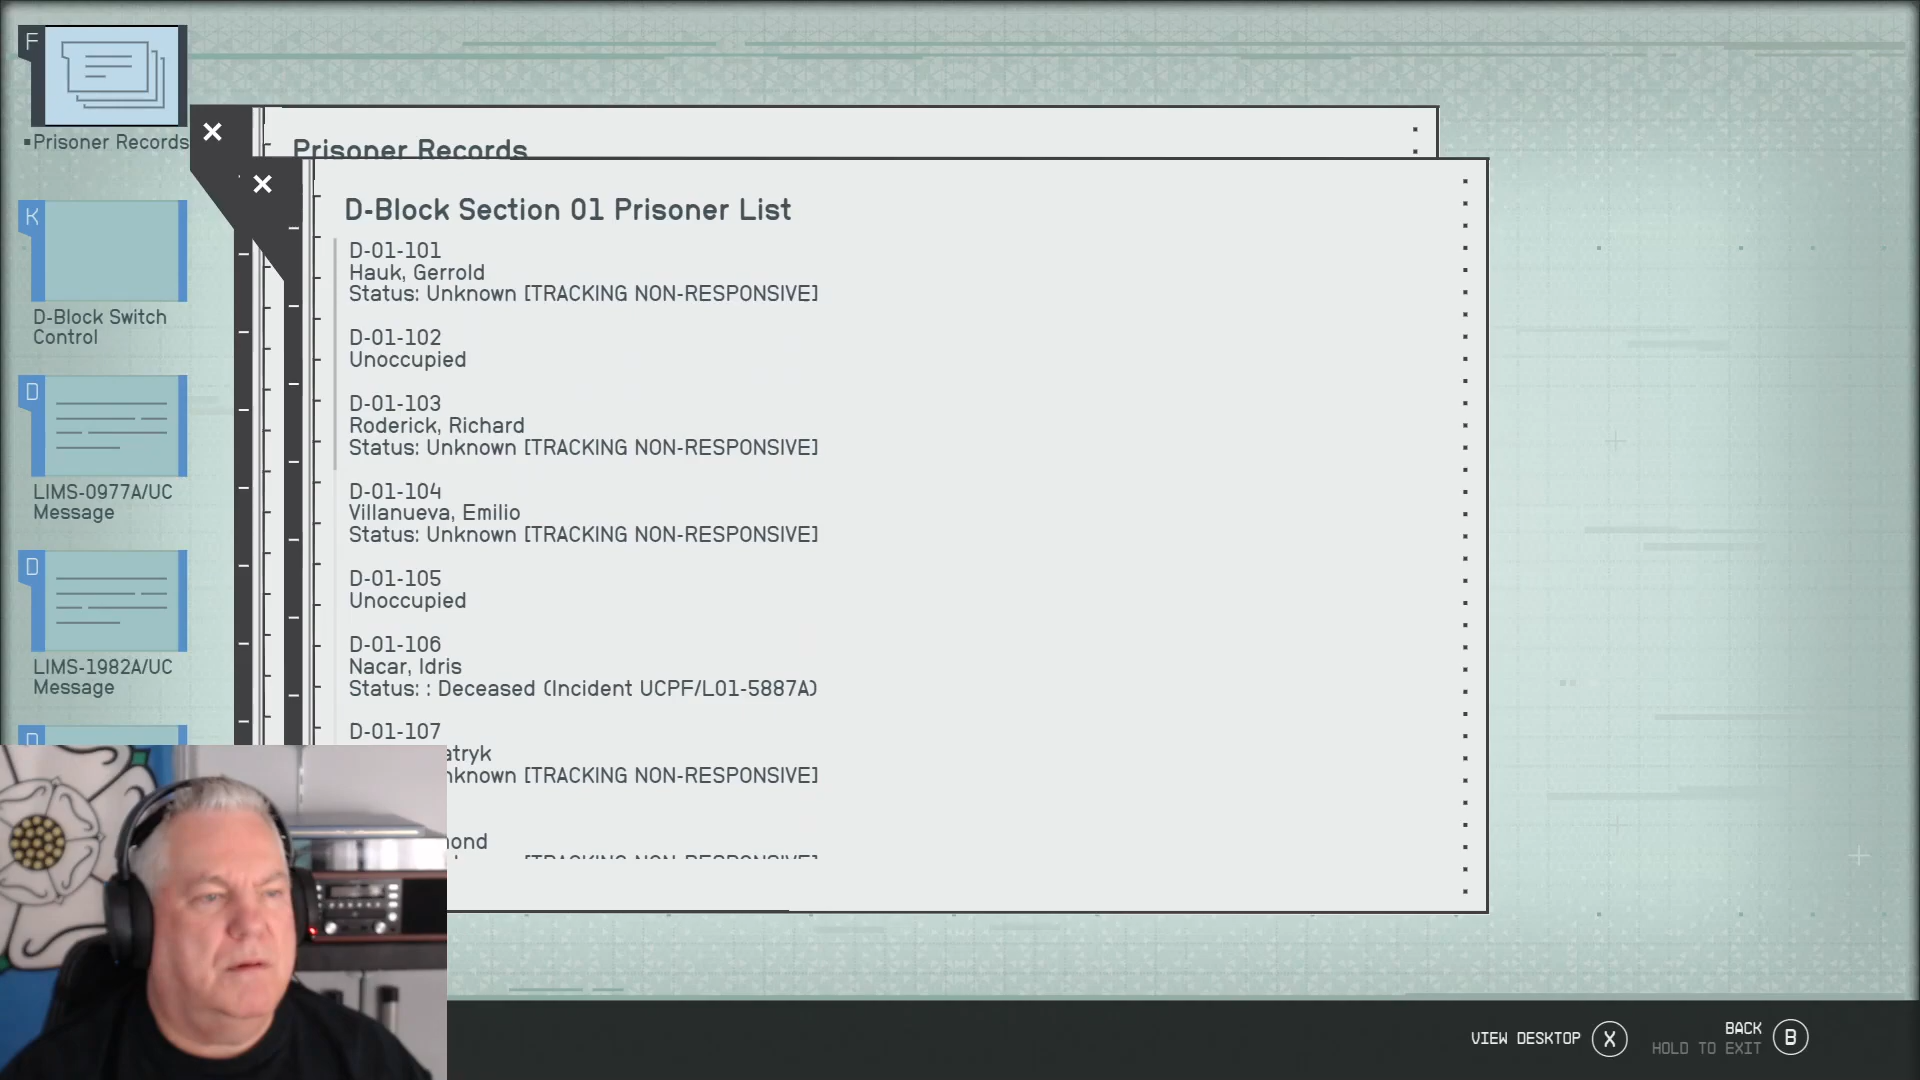 F
Prisoner Records
K
D-Block Switch
Control
D
LIMS-0977A/UC
Message
D
LIMS-1982A/UC
Message
Prisoner Records
D-Block Section 01 Prisoner List
D-01-101
Hauk, Gerrold
Status: Unknown [TRACKING NON-RESPONSIVE]
D-01-102
Unoccupied
D-01-103
Roderick, Richard
Status: Unknown [TRACKING NON-RESPONSIVE]
D-01-104
Villanueva, Emilio
Status: Unknown [TRACKING NON-RESPONSIVE]
D-01-105
Unoccupied
D-01-106
Nacar, Idris
Status: : Deceased (Incident UCPF/L01-5887A)
D-01-107
atryk
nknown [TRACKING NON-RESPONSIVE]
mond
[TRACKING NON-RESPONSIVE]
VIEW DESKTOP X
BACK B
HOLD TO EXIT